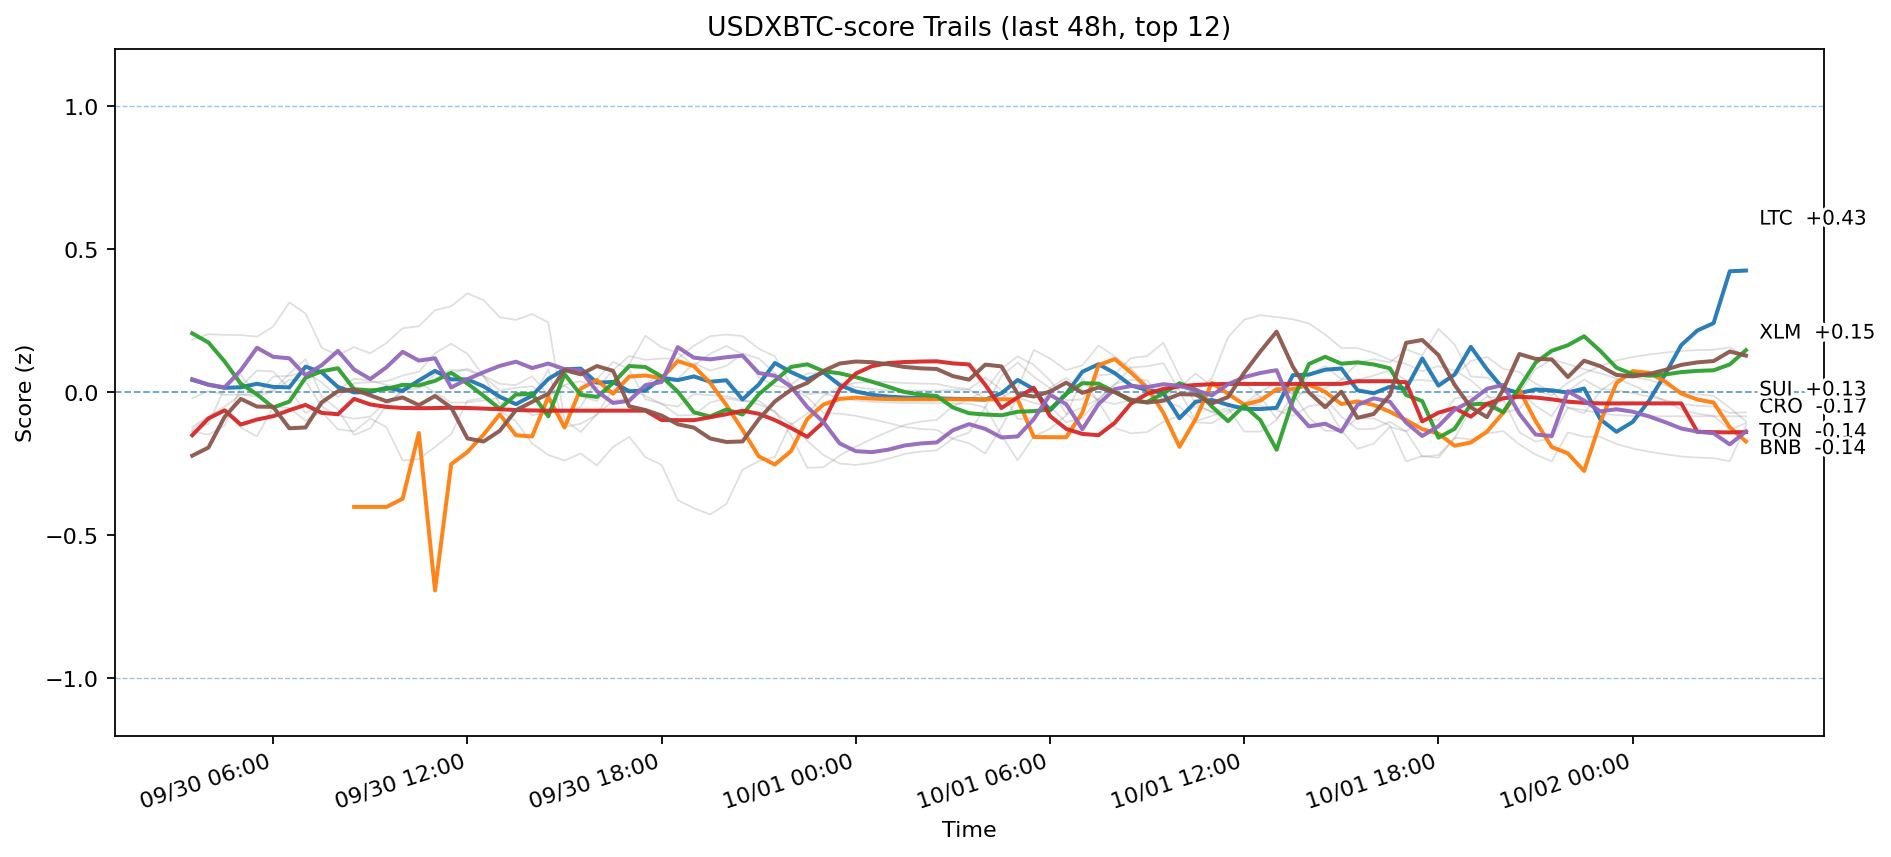 USDXBTC-score Trails (last 48h, top 12)
Score (z)
1.0
0.5
0.0
−0.5
−1.0
LTC +0.43
XLM +0.15
SUI +0.13
CRO -0.17
TON -0.14
BNB -0.14
09/30 06:00
09/30 12:00
09/30 18:00
10/01 00:00
10/01 06:00
10/01 12:00
10/01 18:00
10/02 00:00
Time